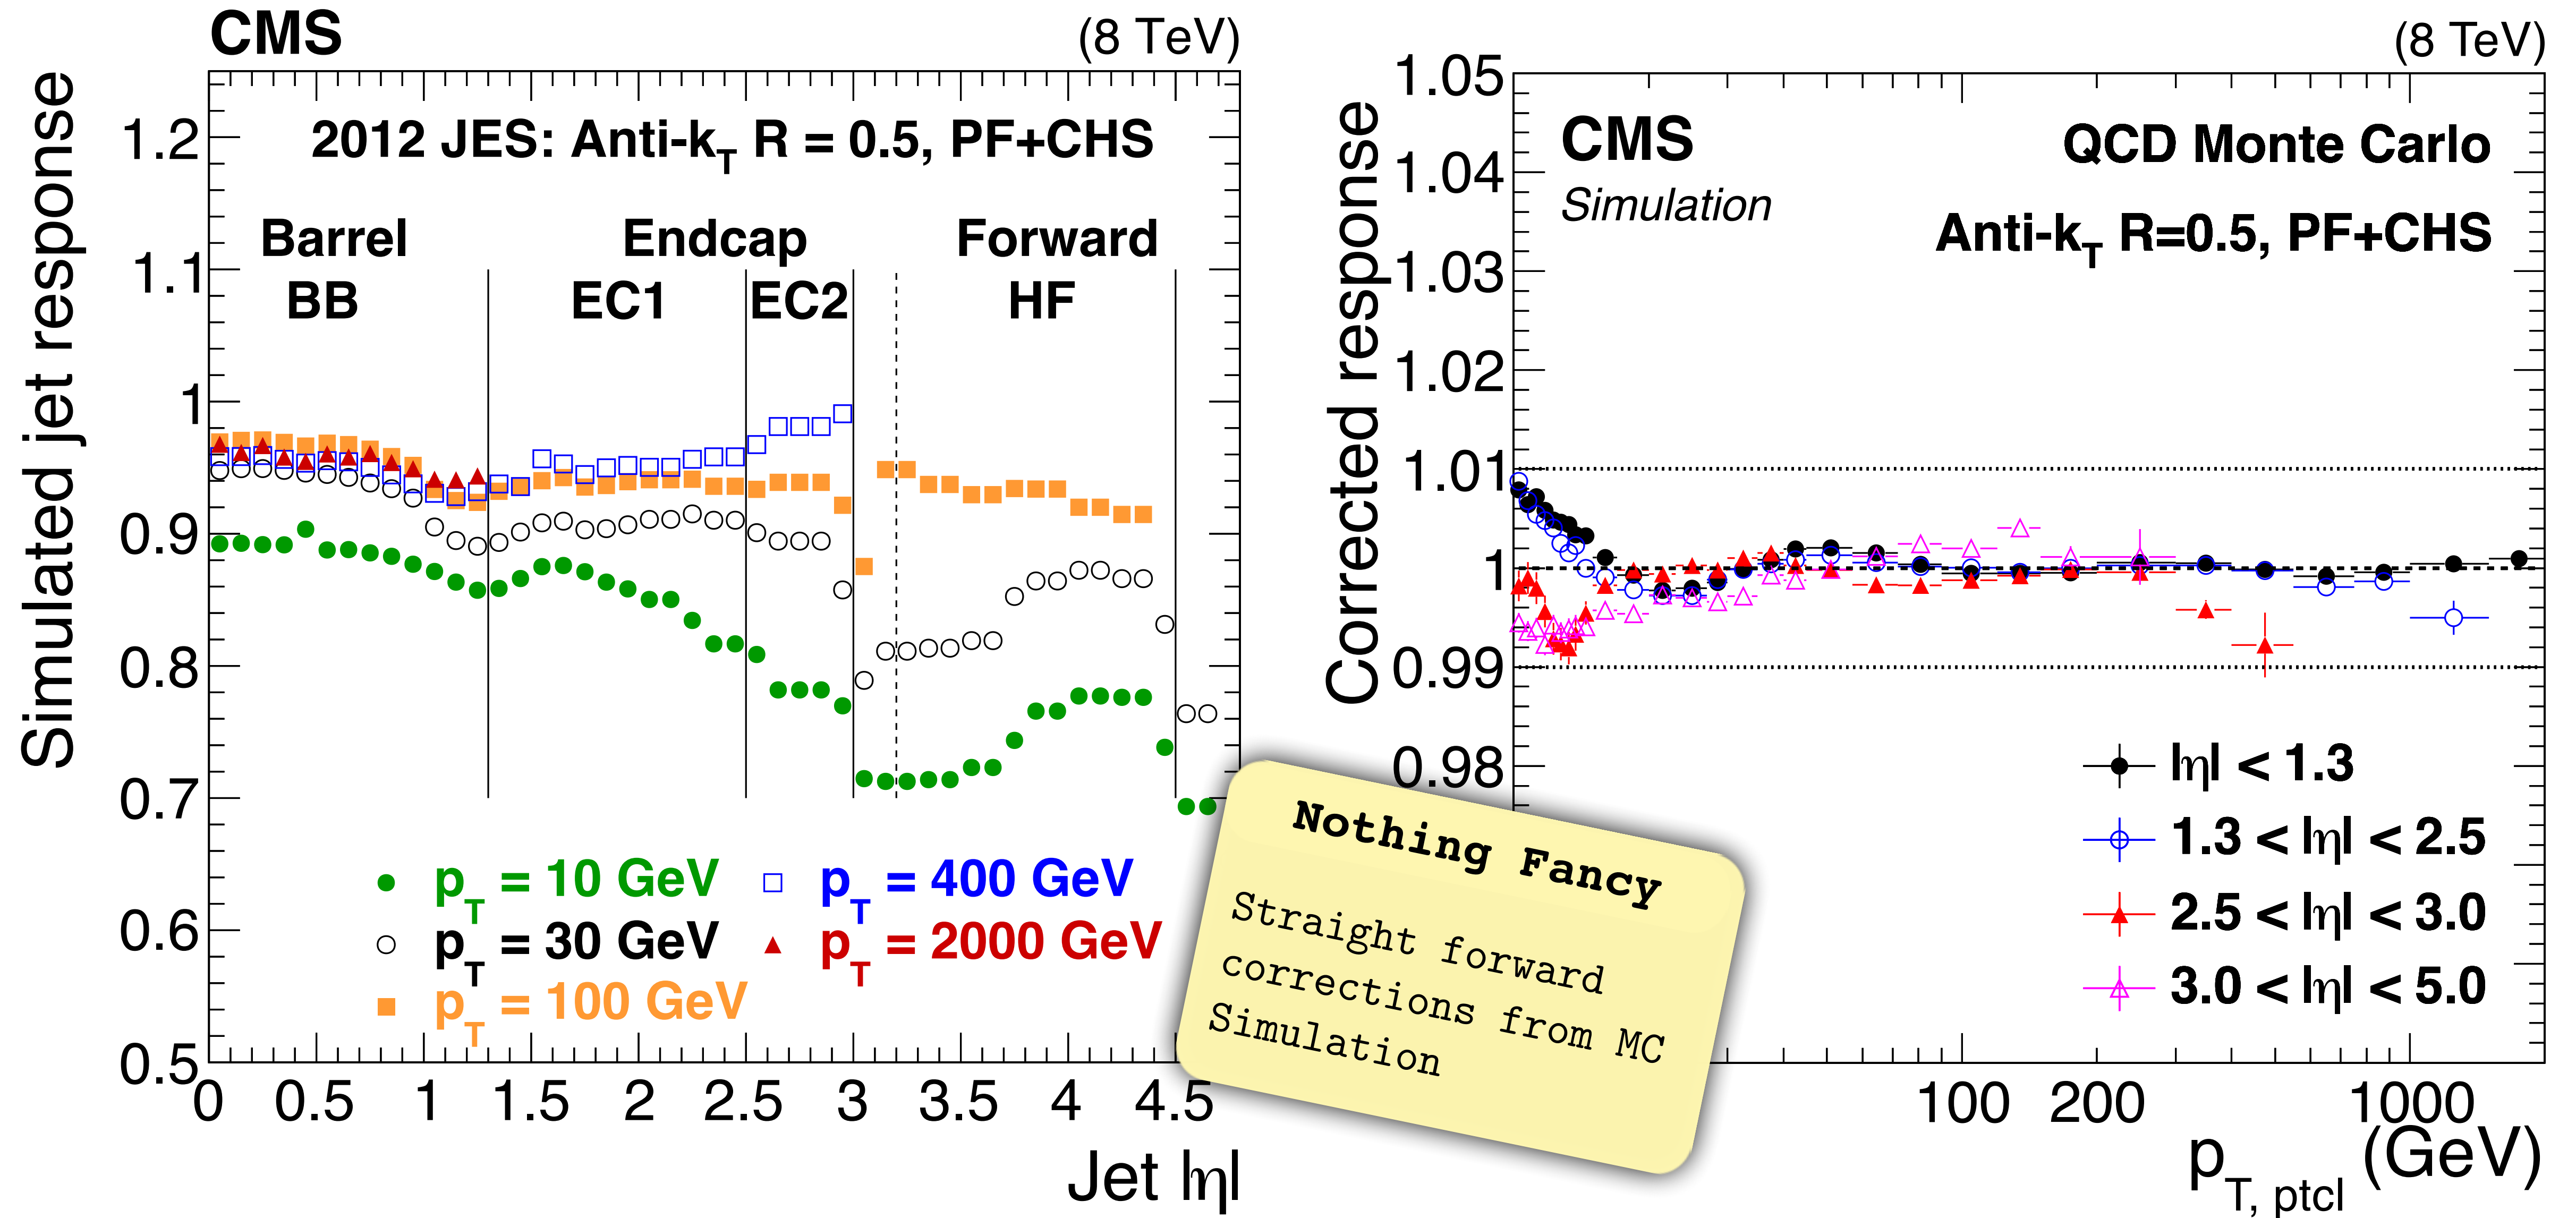 CMS
(8 TeV)
2012 JES: Anti-kT R = 0.5, PF+CHS
Barrel
Endcap
Forward
BB
EC1
EC2
HF
Simulated jet response
1.2
1.1
1
0.9
0.8
0.7
0.6
0.5
pT = 10 GeV
pT = 30 GeV
pT = 100 GeV
pT = 400 GeV
pT = 2000 GeV
0 0.5 1 1.5 2 2.5 3 3.5 4 4.5
Jet |η|
(8 TeV)
CMS
Simulation
QCD Monte Carlo
Anti-kT R=0.5, PF+CHS
Corrected response
1.05
1.04
1.03
1.02
1.01
1
0.99
0.98
|η| < 1.3
1.3 < |η| < 2.5
2.5 < |η| < 3.0
3.0 < |η| < 5.0
100 200 1000
pT, ptcl (GeV)
Nothing Fancy
Straight forward
corrections from MC
Simulation